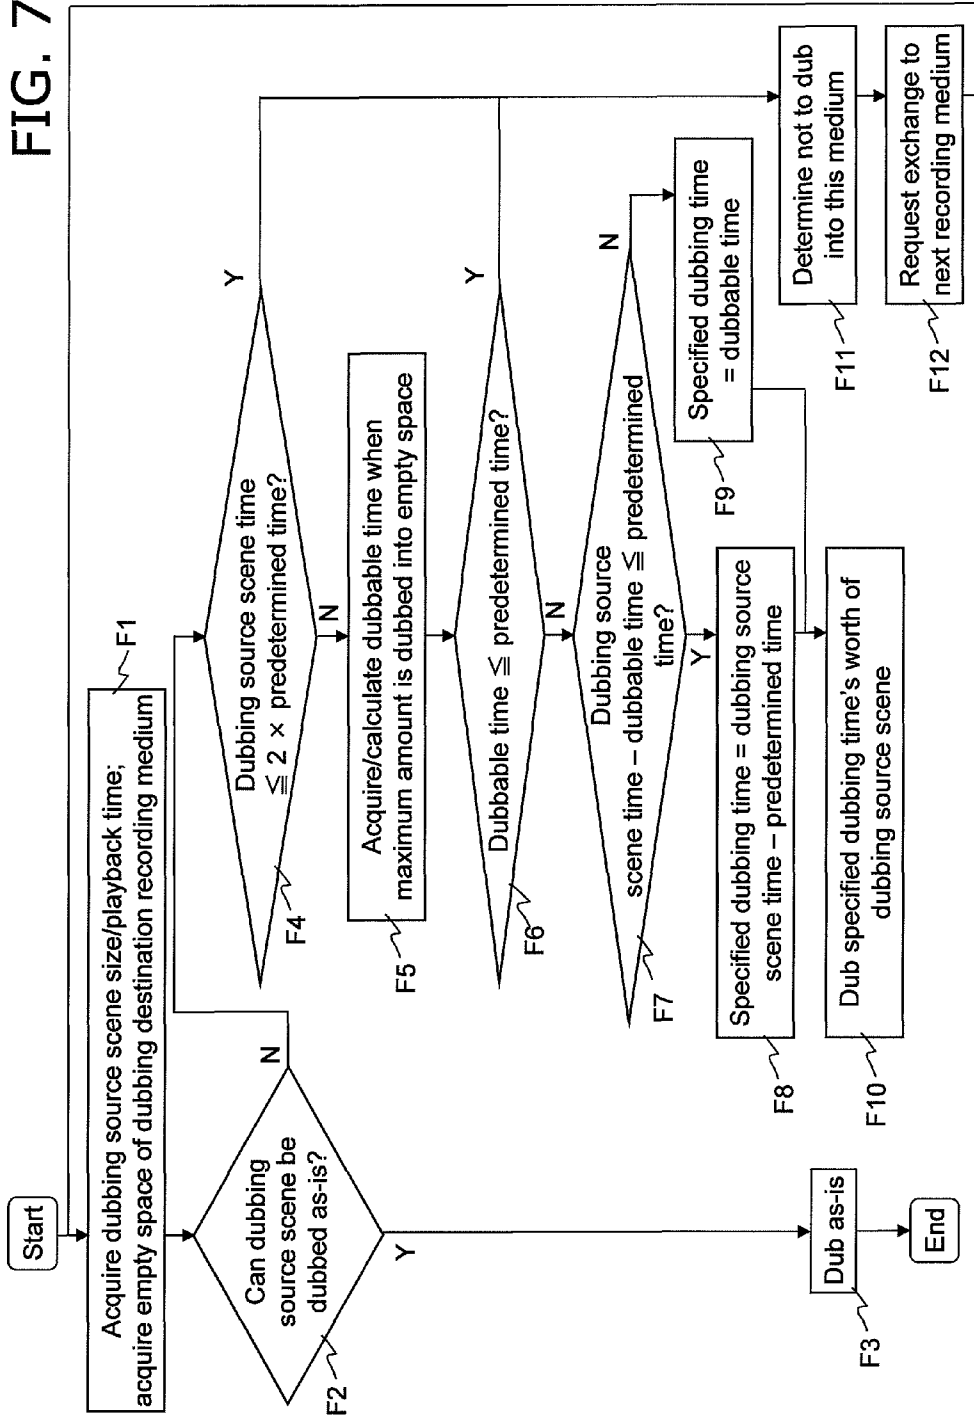 FIG. 7
Start
Acquire dubbing source scene size/playback time;
acquire empty space of dubbing destination recording medium
F1
Can dubbing
source scene be
dubbed as-is?
F2
N
Y
Dub as-is
F3
End
Dubbing source scene time
≦ 2 × predetermined time?
F4
Y
N
Acquire/calculate dubbable time when
maximum amount is dubbed into empty space
F5
Dubbable time ≦ predetermined time?
F6
Y
N
Dubbing source
scene time – dubbable time ≦ predetermined
time?
F7
N
Y
Specified dubbing time = dubbing source
scene time – predetermined time
F8
Specified dubbing time
= dubbable time
F9
Dub specified dubbing time's worth of
dubbing source scene
F10
Determine not to dub
into this medium
F11
Request exchange to
next recording medium
F12